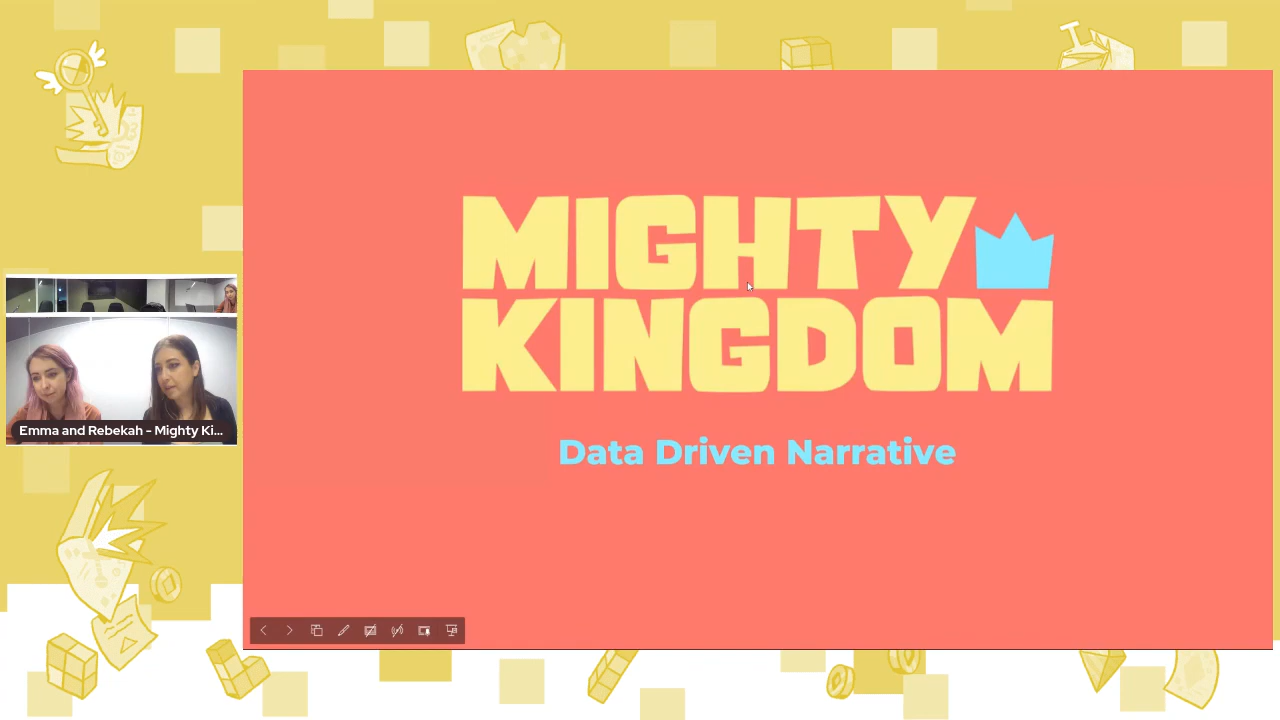 MIGHTY
KINGDOM
Data Driven Narrative
Emma and Rebekah - Mighty Ki...